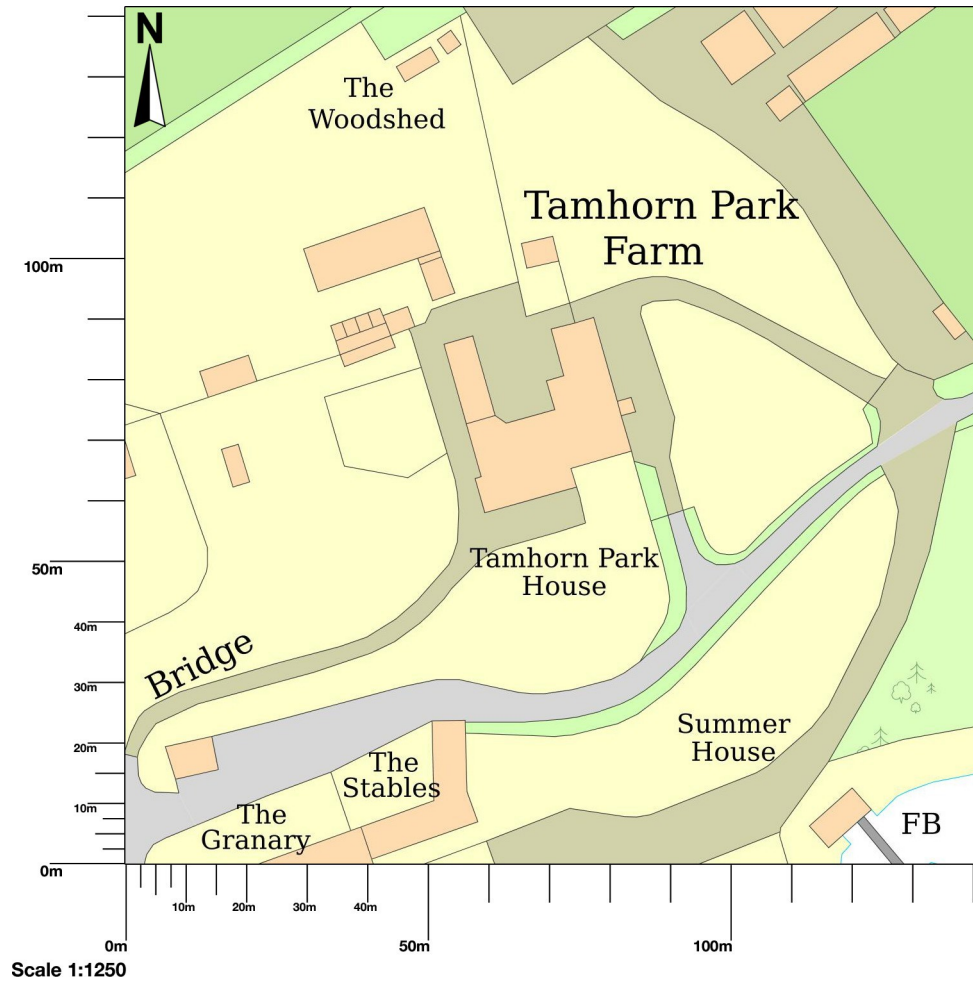 N
The
Woodshed
Tamhorn Park
Farm
100m
50m
Tamhorn Park
House
40m
Bridge
30m
Summer
House
20m
The
Stables
10m
The
Granary
FB
0m
10m
20m
30m
40m
0m
50m
100m
Scale 1:1250